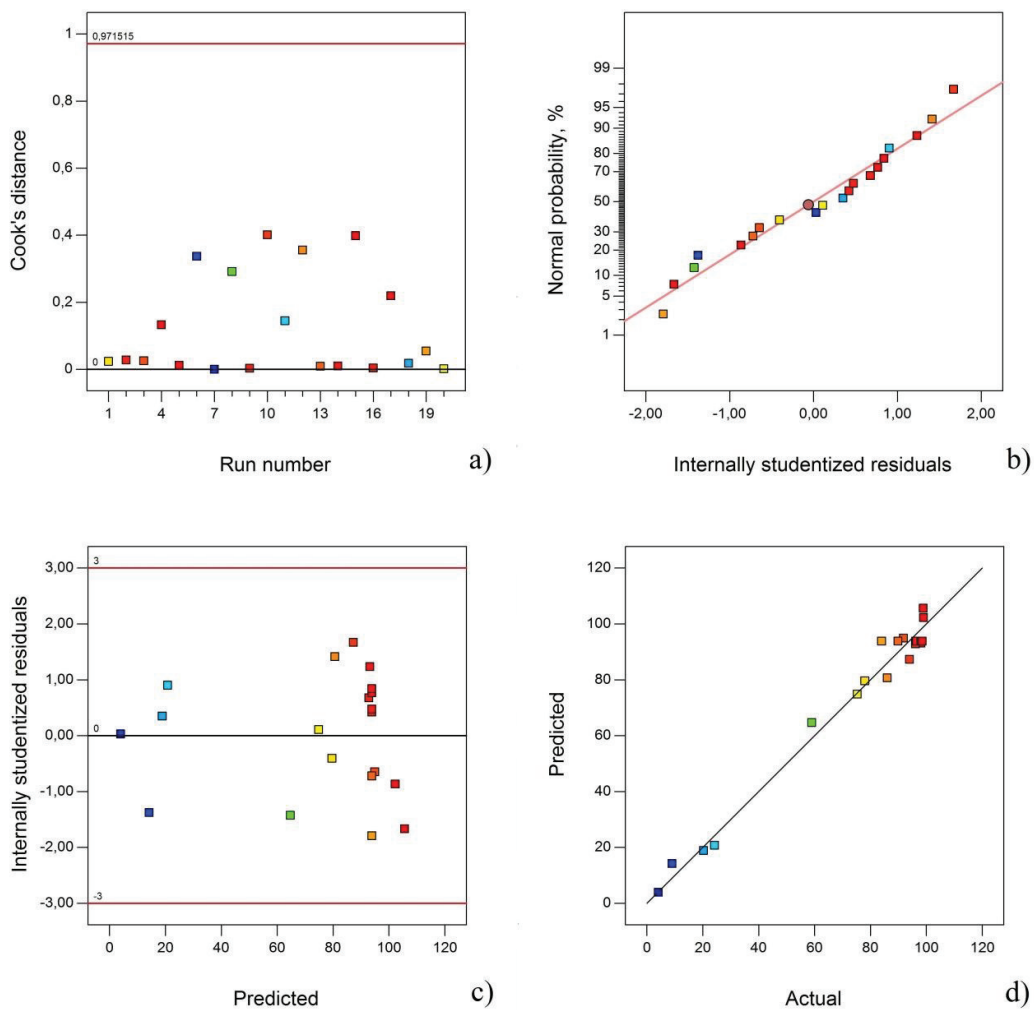 Cook's distance
1
0,8
0,6
0,4
0,2
0
0,971515
0
1 4 7 10 13 16 19
Run number
a)
Normal probability, %
99
95
90
80
70
50
30
20
10
5
1
-2,00 -1,00 0,00 1,00 2,00
Internally studentized residuals
b)
Internally studentized residuals
3,00
2,00
1,00
0,00
-1,00
-2,00
-3,00
3
0
-3
0 20 40 60 80 100 120
Predicted
c)
Predicted
120
100
80
60
40
20
0
0 20 40 60 80 100 120
Actual
d)